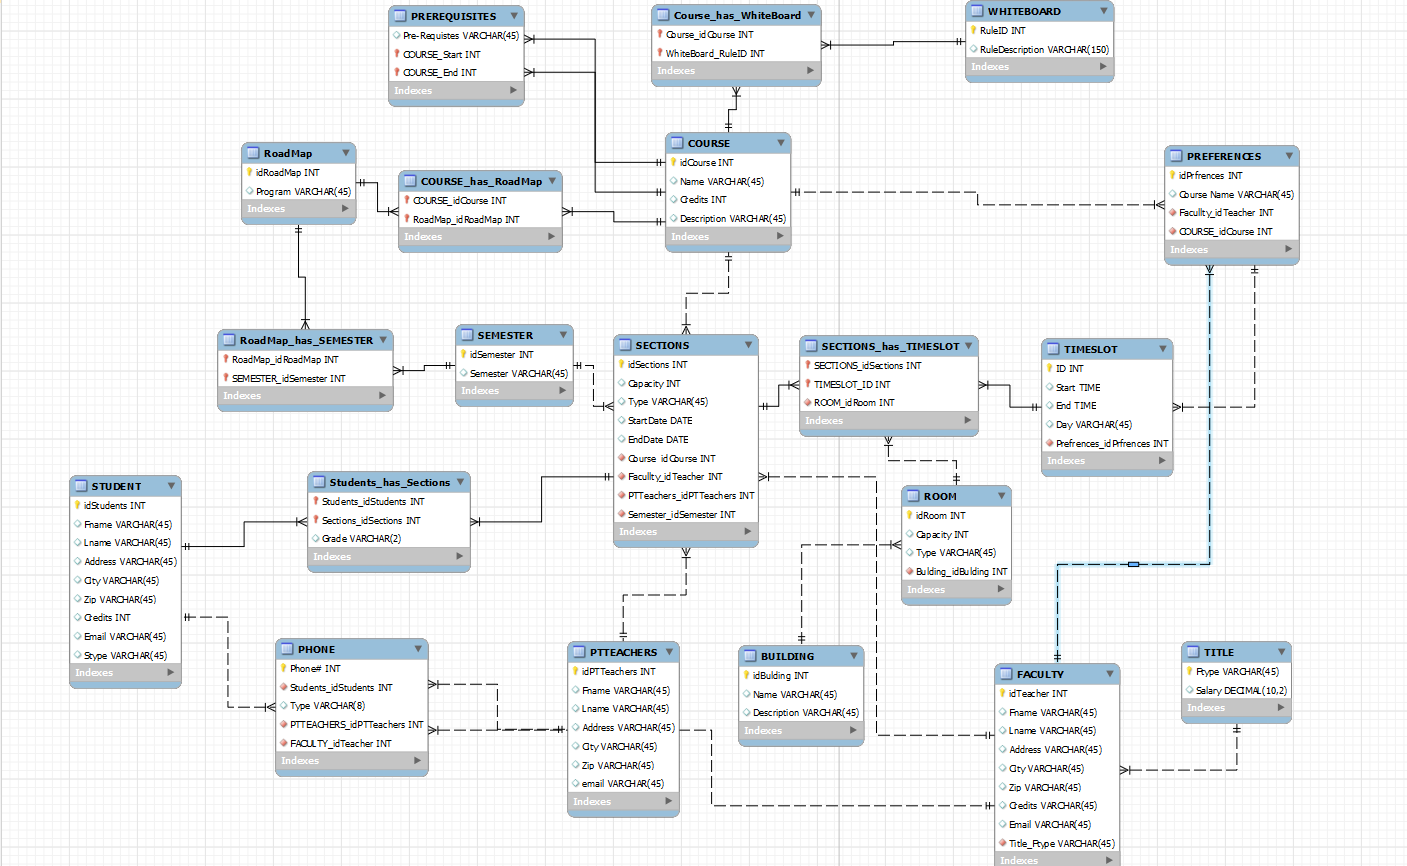 PREREQUISITES
Pre-Requistes VARCHAR(45)
COURSE_Start INT
COURSE_End INT
Indexes
Course_has_WhiteBoard
Course_idCourse INT
WhiteBoard_RuleID INT
Indexes
WHITEBOARD
RuleID INT
RuleDescription VARCHAR(150)
Indexes
RoadMap
idRoadMap INT
Program VARCHAR(45)
Indexes
COURSE_has_RoadMap
COURSE_idCourse INT
RoadMap_idRoadMap INT
Indexes
COURSE
idCourse INT
Name VARCHAR(45)
Credits INT
Description VARCHAR(45)
Indexes
PREFERENCES
idPrfrences INT
Course Name VARCHAR(45)
Facullty_idTeacher INT
COURSE_idCourse INT
Indexes
RoadMap_has_SEMESTER
RoadMap_idRoadMap INT
SEMESTER_idSemester INT
Indexes
SEMESTER
idSemester INT
Semester VARCHAR(45)
Indexes
SECTIONS
idSections INT
Capacity INT
Type VARCHAR(45)
StartDate DATE
EndDate DATE
Course_idCourse INT
Faculty_idTeacher INT
PTTeachers_idPTTeachers INT
Semester_idSemester INT
Indexes
SECTIONS_has_TIMESLOT
SECTIONS_idSections INT
TIMESLOT_ID INT
ROOM_idRoom INT
Indexes
TIMESLOT
ID INT
Start TIME
End TIME
Day VARCHAR(45)
Prefrences_idPrfrences INT
Indexes
STUDENT
idStudents INT
Fname VARCHAR(45)
Lname VARCHAR(45)
Address VARCHAR(45)
City VARCHAR(45)
Zip VARCHAR(45)
Credits INT
Email VARCHAR(45)
Stype VARCHAR(45)
Indexes
Students_has_Sections
Students_idStudents INT
Sections_idSections INT
Grade VARCHAR(2)
Indexes
ROOM
idRoom INT
Capacity INT
Type VARCHAR(45)
Bulding_idBulding INT
Indexes
PHONE
Phone# INT
Students_idStudents INT
Type VARCHAR(8)
PTTEACHERS_idPTTeachers INT
FACULTY_idTeacher INT
Indexes
PTTEACHERS
idPTTeachers INT
Fname VARCHAR(45)
Lname VARCHAR(45)
Address VARCHAR(45)
City VARCHAR(45)
Zip VARCHAR(45)
email VARCHAR(45)
Indexes
BUILDING
idBulding INT
Name VARCHAR(45)
Description VARCHAR(45)
Indexes
FACULTY
idTeacher INT
Fname VARCHAR(45)
Lname VARCHAR(45)
Address VARCHAR(45)
City VARCHAR(45)
Zip VARCHAR(45)
Credits VARCHAR(45)
Email VARCHAR(45)
Title_Ftype VARCHAR(45)
Indexes
TITLE
Ftype VARCHAR(45)
Salary DECIMAL(10,2)
Indexes